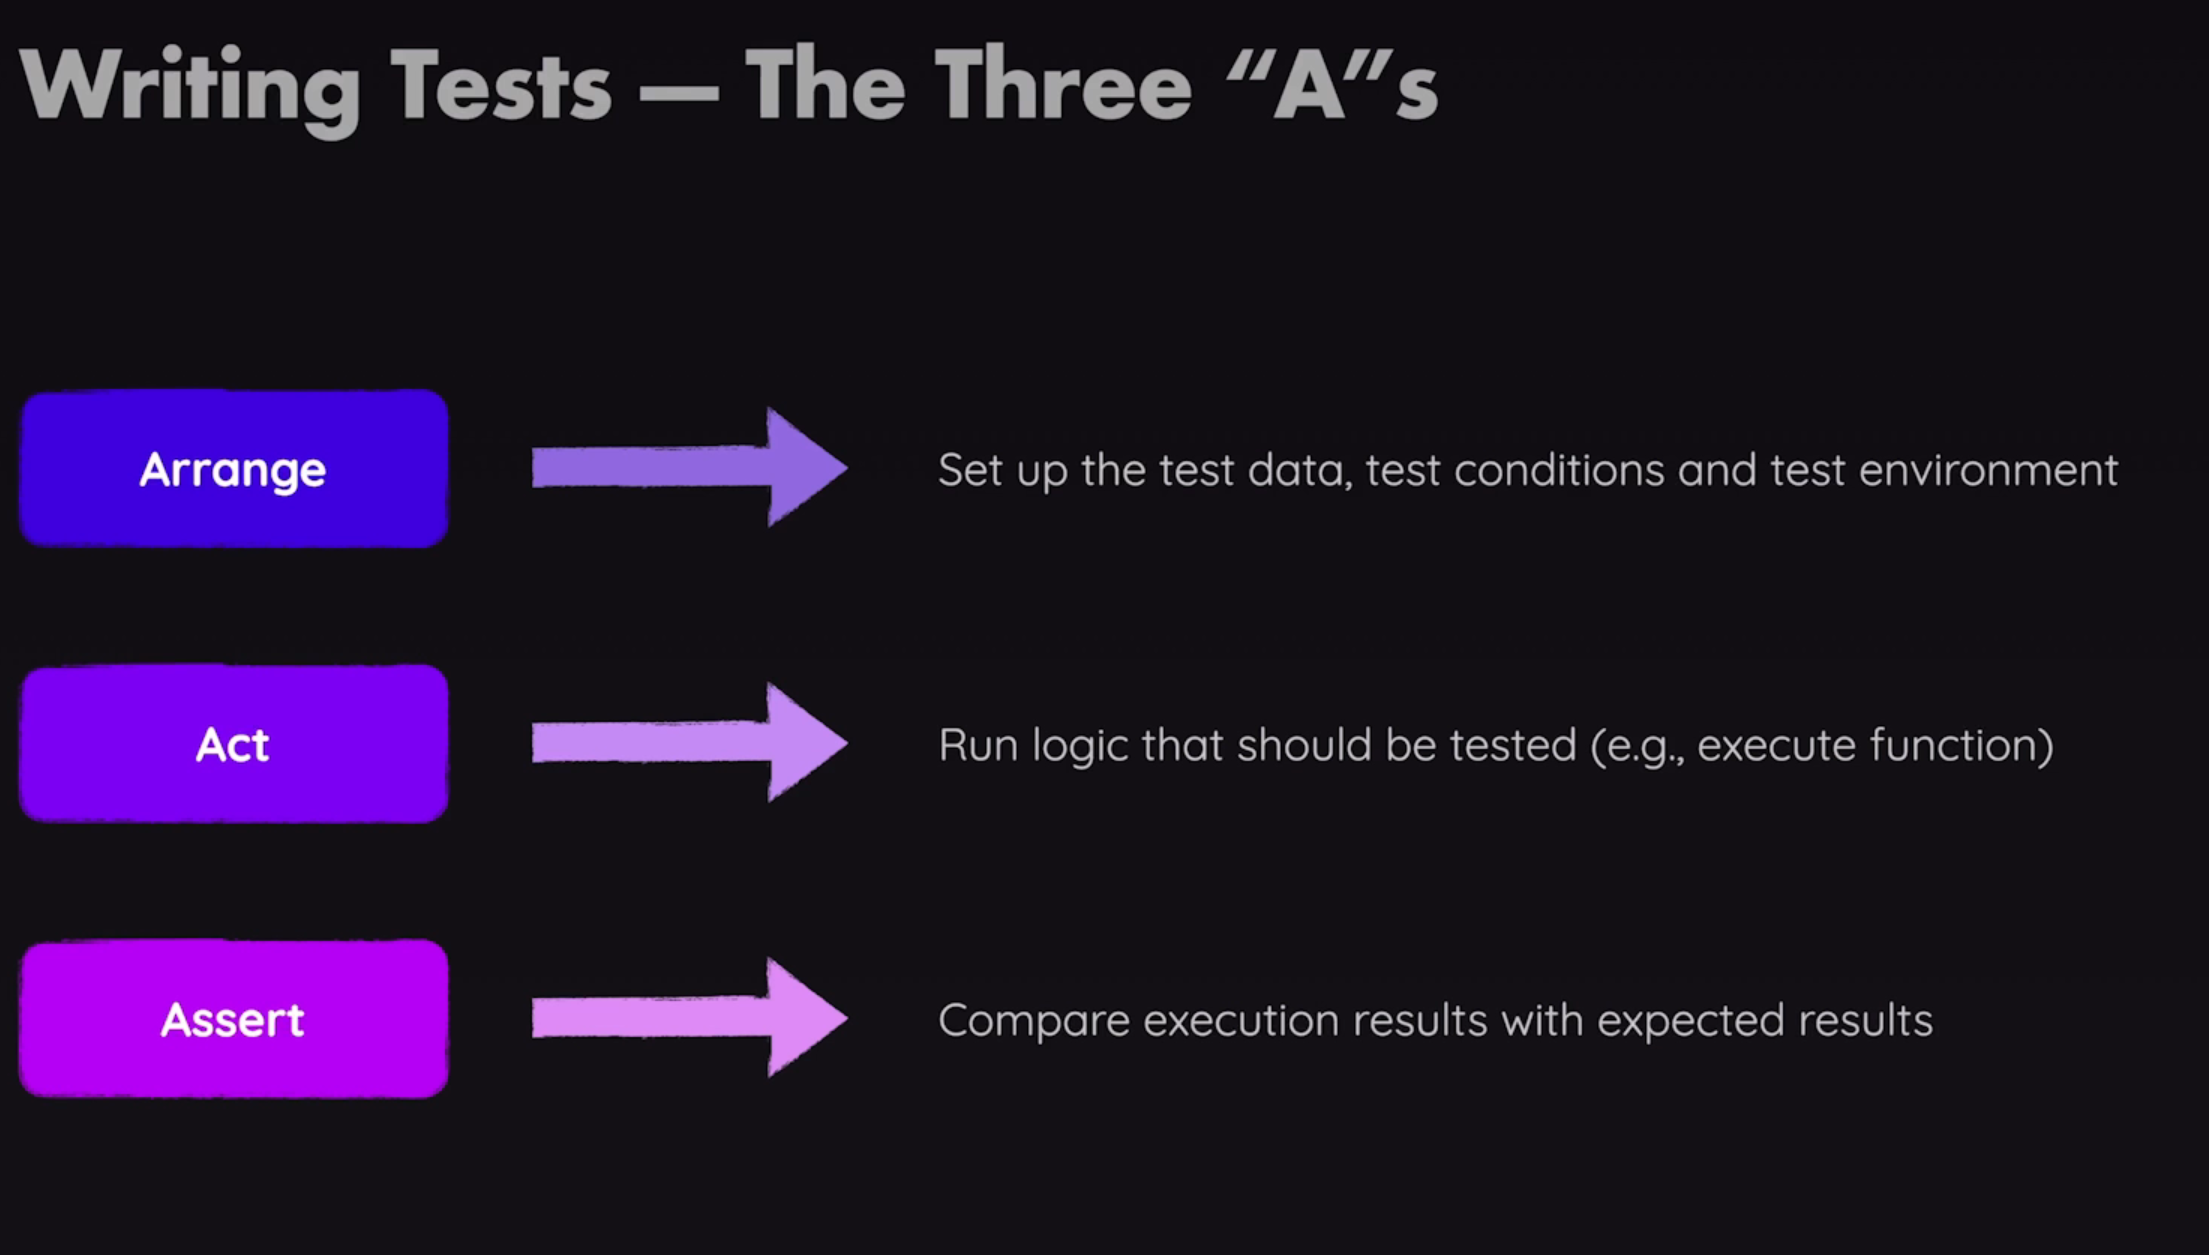 Writing Tests — The Three “A”s
Arrange
Set up the test data, test conditions and test environment
Act
Run logic that should be tested (e.g., execute function)
Assert
Compare execution results with expected results